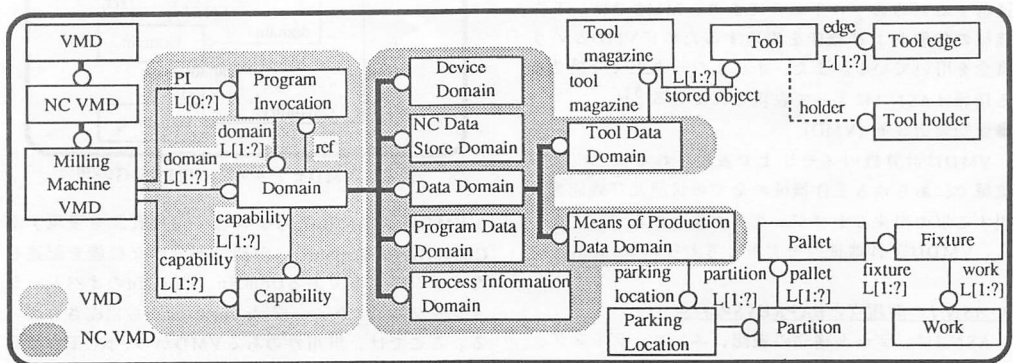 VMD
NC VMD
Milling
Machine
VMD
PI
L[0:?]
domain
L[1:?]
capability
L[1:?]
Program
Invocation
domain
L[1:?]
ref
Domain
capability
L[1:?]
Capability
VMD
NC VMD
Device
Domain
NC Data
Store Domain
Data Domain
Program Data
Domain
Process Information
Domain
Tool
magazine
tool
magazine
L[1:?]
stored object
Tool Data
Domain
Means of Production
Data Domain
Tool
edge
L[1:?]
Tool edge
holder
Tool holder
parking
location
L[1:?]
Parking
Location
partition
L[1:?]
Partition
Pallet
pallet
L[1:?]
fixture
L[1:?]
Fixture
work
L[1:?]
Work